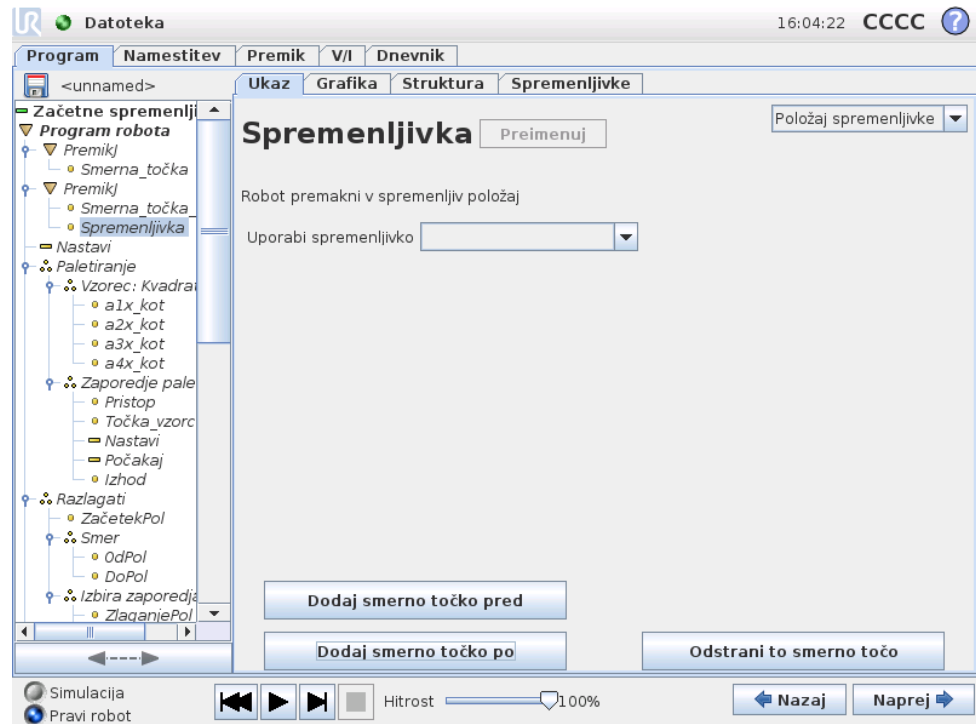 UR Datoteka 16:04:22 CCCC ?
Program Namestitev Premik V/I Dnevnik
<unnamed>
Ukaz Grafika Struktura Spremenljivke
Začetne spremenlji
Program robota
PremikJ
Smerna_točka
PremikJ
Smerna_točka_
Spremenljivka
Nastavi
Paletiranje
Vzorec: Kvadrat
a1x_kot
a2x_kot
a3x_kot
a4x_kot
Zaporedje pale
Pristop
Točka_vzorc
Nastavi
Počakaj
Izhod
Razlagati
ZačetekPol
Smer
OdPol
DoPol
Izbira zaporedja
ZlaganjePol
Spremenljivka Preimenuj
Položaj spremenljivke
Robot premakni v spremenljiv položaj
Uporabi spremenljivko
Dodaj smerno točko pred
Dodaj smerno točko po Odstrani to smerno točo
Simulacija
Pravi robot
Hitrost 100%
Nazaj Naprej